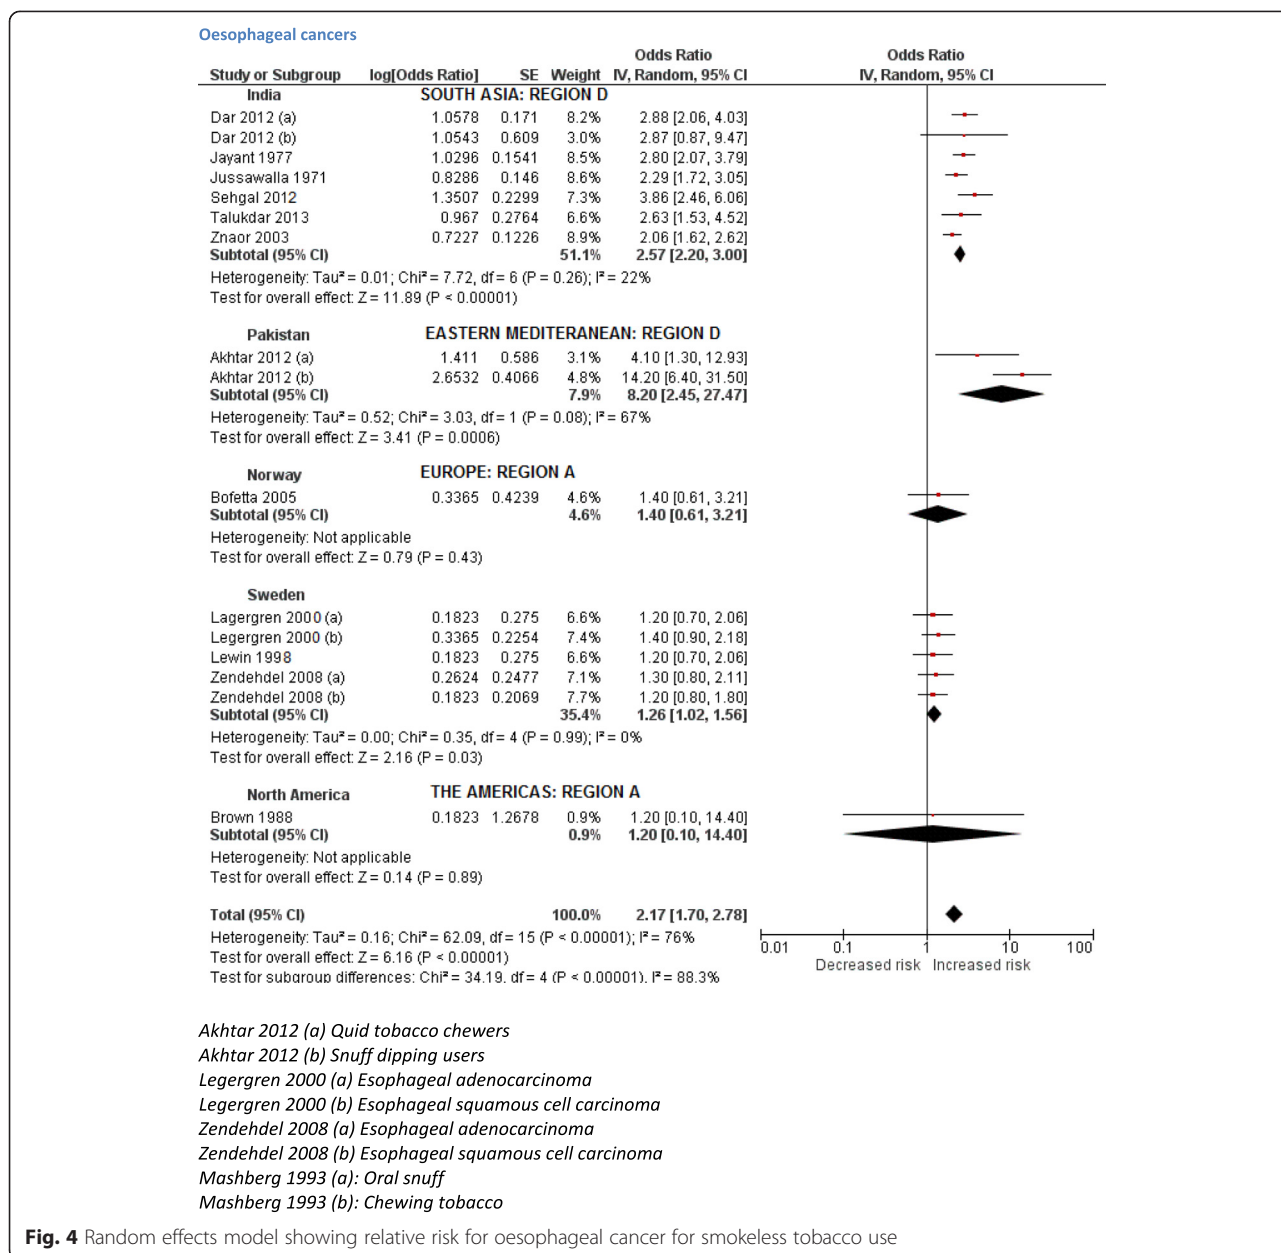 Oesophageal cancers
Odds Ratio Odds Ratio
Study or Subgroup log[Odds Ratio] SE Weight IV, Random, 95% CI IV, Random, 95% CI
India SOUTH ASIA: REGION D
Dar 2012 (a) 1.0578 0.171 8.2% 2.88 [2.06, 4.03]
Dar 2012 (b) 1.0543 0.609 3.0% 2.87 [0.87, 9.47]
Jayant 1977 1.0296 0.1541 8.5% 2.80 [2.07, 3.79]
Jussawalla 1971 0.8286 0.146 8.6% 2.29 [1.72, 3.05]
Sehgal 2012 1.3507 0.2299 7.3% 3.86 [2.46, 6.06]
Talukdar 2013 0.967 0.2764 6.6% 2.63 [1.53, 4.52]
Znaor 2003 0.7227 0.1226 8.9% 2.06 [1.62, 2.62]
Subtotal (95% CI) 51.1% 2.57 [2.20, 3.00]
Heterogeneity: Tau² = 0.01; Chi² = 7.72, df = 6 (P = 0.26); I² = 22%
Test for overall effect: Z = 11.89 (P < 0.00001)
Pakistan EASTERN MEDITERANEAN: REGION D
Akhtar 2012 (a) 1.411 0.586 3.1% 4.10 [1.30, 12.93]
Akhtar 2012 (b) 2.6532 0.4066 4.8% 14.20 [6.40, 31.50]
Subtotal (95% CI) 7.9% 8.20 [2.45, 27.47]
Heterogeneity: Tau² = 0.52; Chi² = 3.03, df = 1 (P = 0.08); I² = 67%
Test for overall effect: Z = 3.41 (P = 0.0006)
Norway EUROPE: REGION A
Bofetta 2005 0.3365 0.4239 4.6% 1.40 [0.61, 3.21]
Subtotal (95% CI) 4.6% 1.40 [0.61, 3.21]
Heterogeneity: Not applicable
Test for overall effect: Z = 0.79 (P = 0.43)
Sweden
Lagergren 2000 (a) 0.1823 0.275 6.6% 1.20 [0.70, 2.06]
Legergren 2000 (b) 0.3365 0.2254 7.4% 1.40 [0.90, 2.18]
Lewin 1998 0.1823 0.275 6.6% 1.20 [0.70, 2.06]
Zendehdel 2008 (a) 0.2624 0.2477 7.1% 1.30 [0.80, 2.11]
Zendehdel 2008 (b) 0.1823 0.2069 7.7% 1.20 [0.80, 1.80]
Subtotal (95% CI) 35.4% 1.26 [1.02, 1.56]
Heterogeneity: Tau² = 0.00; Chi² = 0.35, df = 4 (P = 0.99); I² = 0%
Test for overall effect: Z = 2.16 (P = 0.03)
North America THE AMERICAS: REGION A
Brown 1988 0.1823 1.2678 0.9% 1.20 [0.10, 14.40]
Subtotal (95% CI) 0.9% 1.20 [0.10, 14.40]
Heterogeneity: Not applicable
Test for overall effect: Z = 0.14 (P = 0.89)
Total (95% CI) 100.0% 2.17 [1.70, 2.78]
Heterogeneity: Tau² = 0.16; Chi² = 62.09, df = 15 (P < 0.00001); I² = 76%
Test for overall effect: Z = 6.16 (P < 0.00001)
Test for subgroup differences: Chi² = 34.19, df = 4 (P < 0.00001), I² = 88.3%
0.01 0.1 1 10 100
Decreased risk Increased risk
Akhtar 2012 (a) Quid tobacco chewers
Akhtar 2012 (b) Snuff dipping users
Legergren 2000 (a) Esophageal adenocarcinoma
Legergren 2000 (b) Esophageal squamous cell carcinoma
Zendehdel 2008 (a) Esophageal adenocarcinoma
Zendehdel 2008 (b) Esophageal squamous cell carcinoma
Mashberg 1993 (a): Oral snuff
Mashberg 1993 (b): Chewing tobacco
Fig. 4 Random effects model showing relative risk for oesophageal cancer for smokeless tobacco use